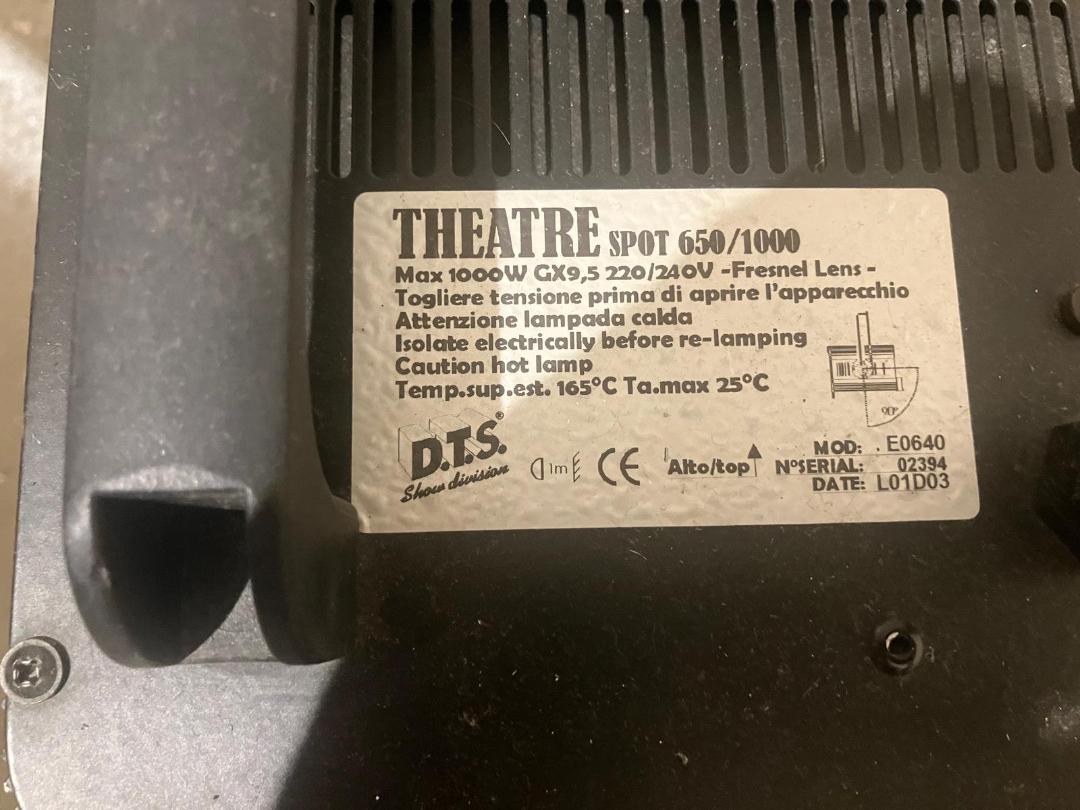 THEATRE SPOT 650/1000
Max 1000W GX9,5 220/240V -Fresnel Lens -
Togliere tensione prima di aprire l'apparecchio
Attenzione lampada calda
Isolate electrically before re-lamping
Caution hot lamp
Temp.sup.est. 165°C Ta.max 25°C
90°
D.T.S.®
Show division
1m
CE
Alto/top
MOD: . E0640
N°SERIAL: 02394
DATE: L01D03